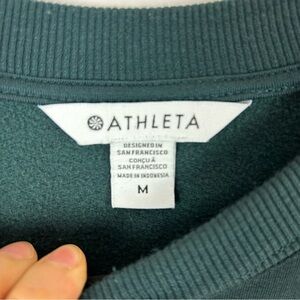 ATHLETA
DESIGNED IN
SAN FRANCISCO
CONÇU À
SAN FRANCISCO
MADE IN INDONESIA
M